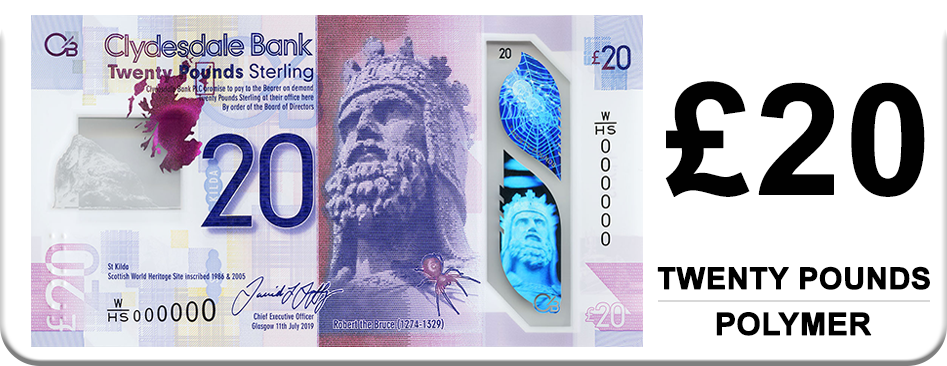 CB
Clydesdale Bank
Twenty Pounds Sterling
Clydesdale Bank PLC promise to pay to the Bearer on demand
Twenty Pounds Sterling at their office here
By order of the Board of Directors
20
KILDA
St Kilda
Scottish World Heritage Site inscribed 1986 & 2005
£20
W
HS 000000
Chief Executive Officer
Glasgow 11th July 2019
Robert the Bruce (1274-1329)
20
CB
£20
W
HS
000000
£20
£20
TWENTY POUNDS
POLYMER